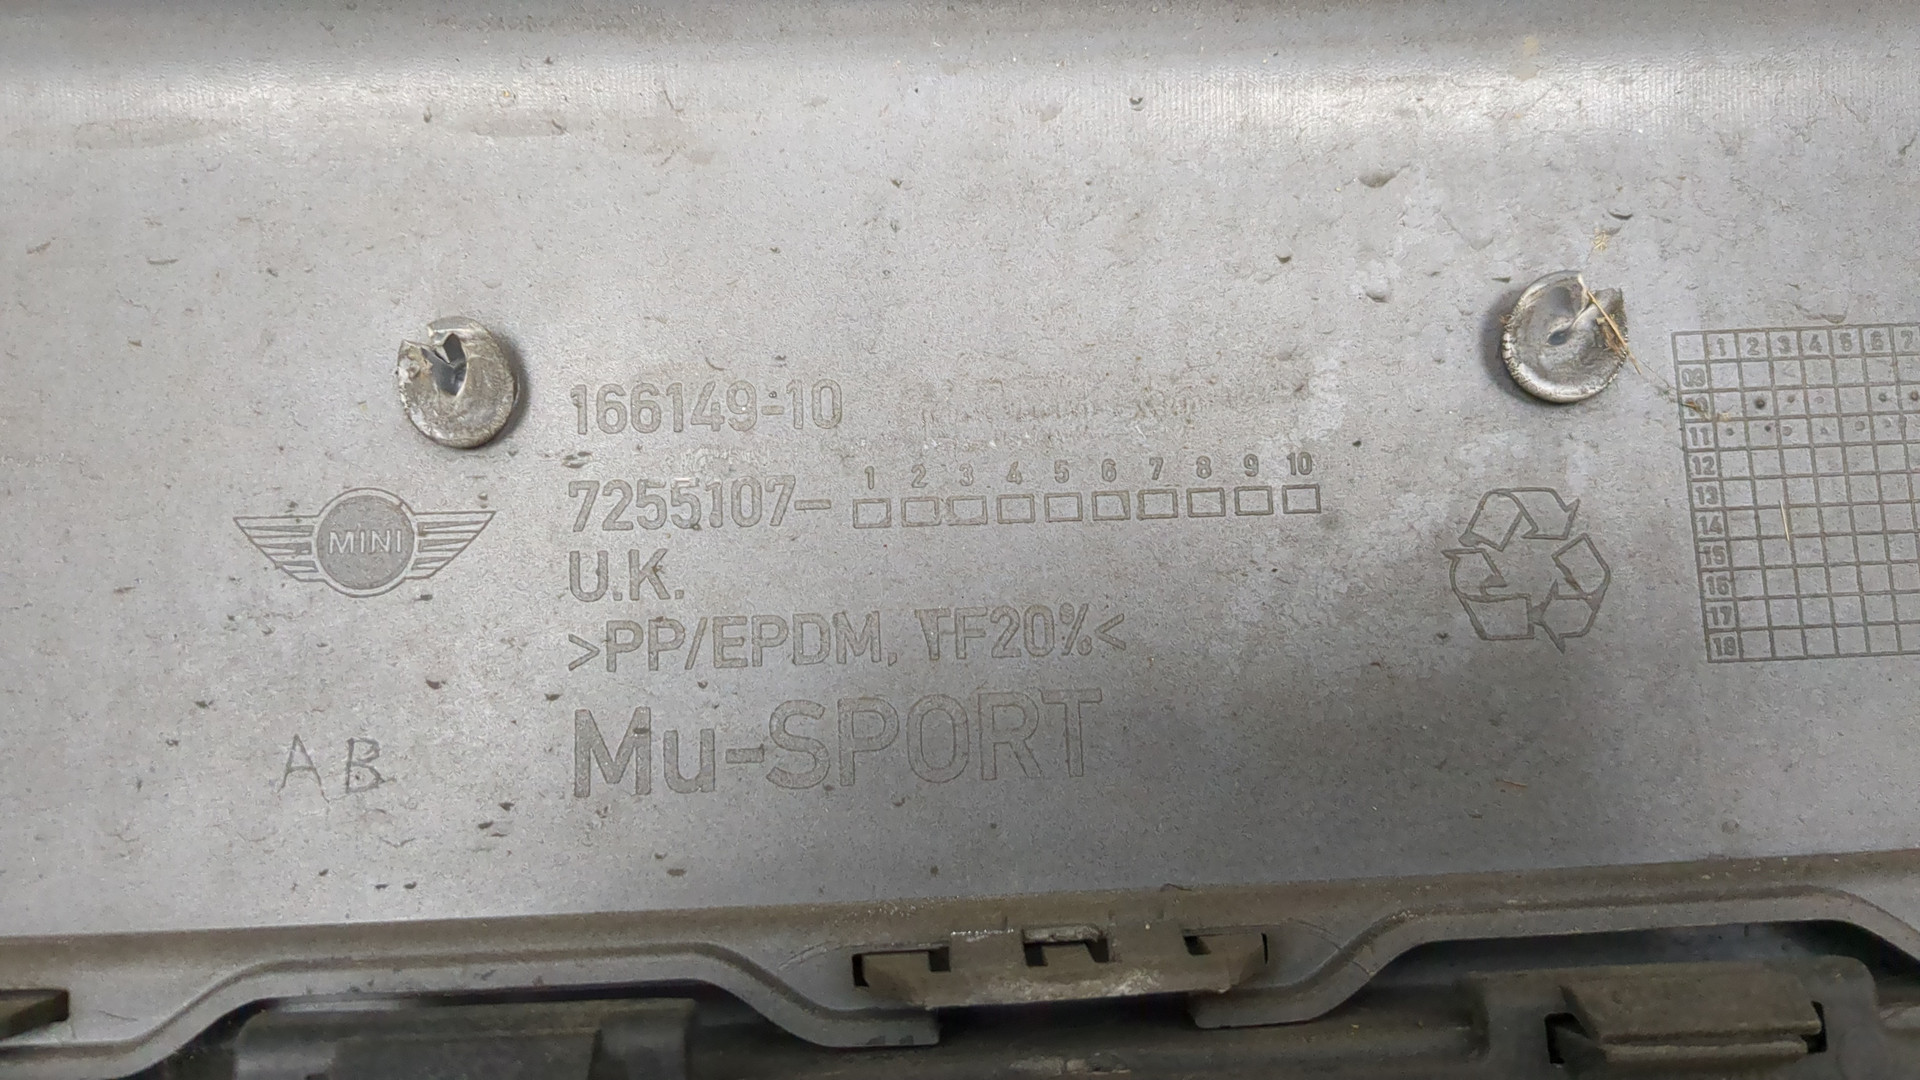 166149-10
7255107-
1 2 3 4 5 6 7 8 9 10
U.K.
>PP/EPDM, TF20%<
Mu-SPORT
MINI
AB
1 2 3 4 5 6 7
09
10
11
12
13
14
15
16
17
18